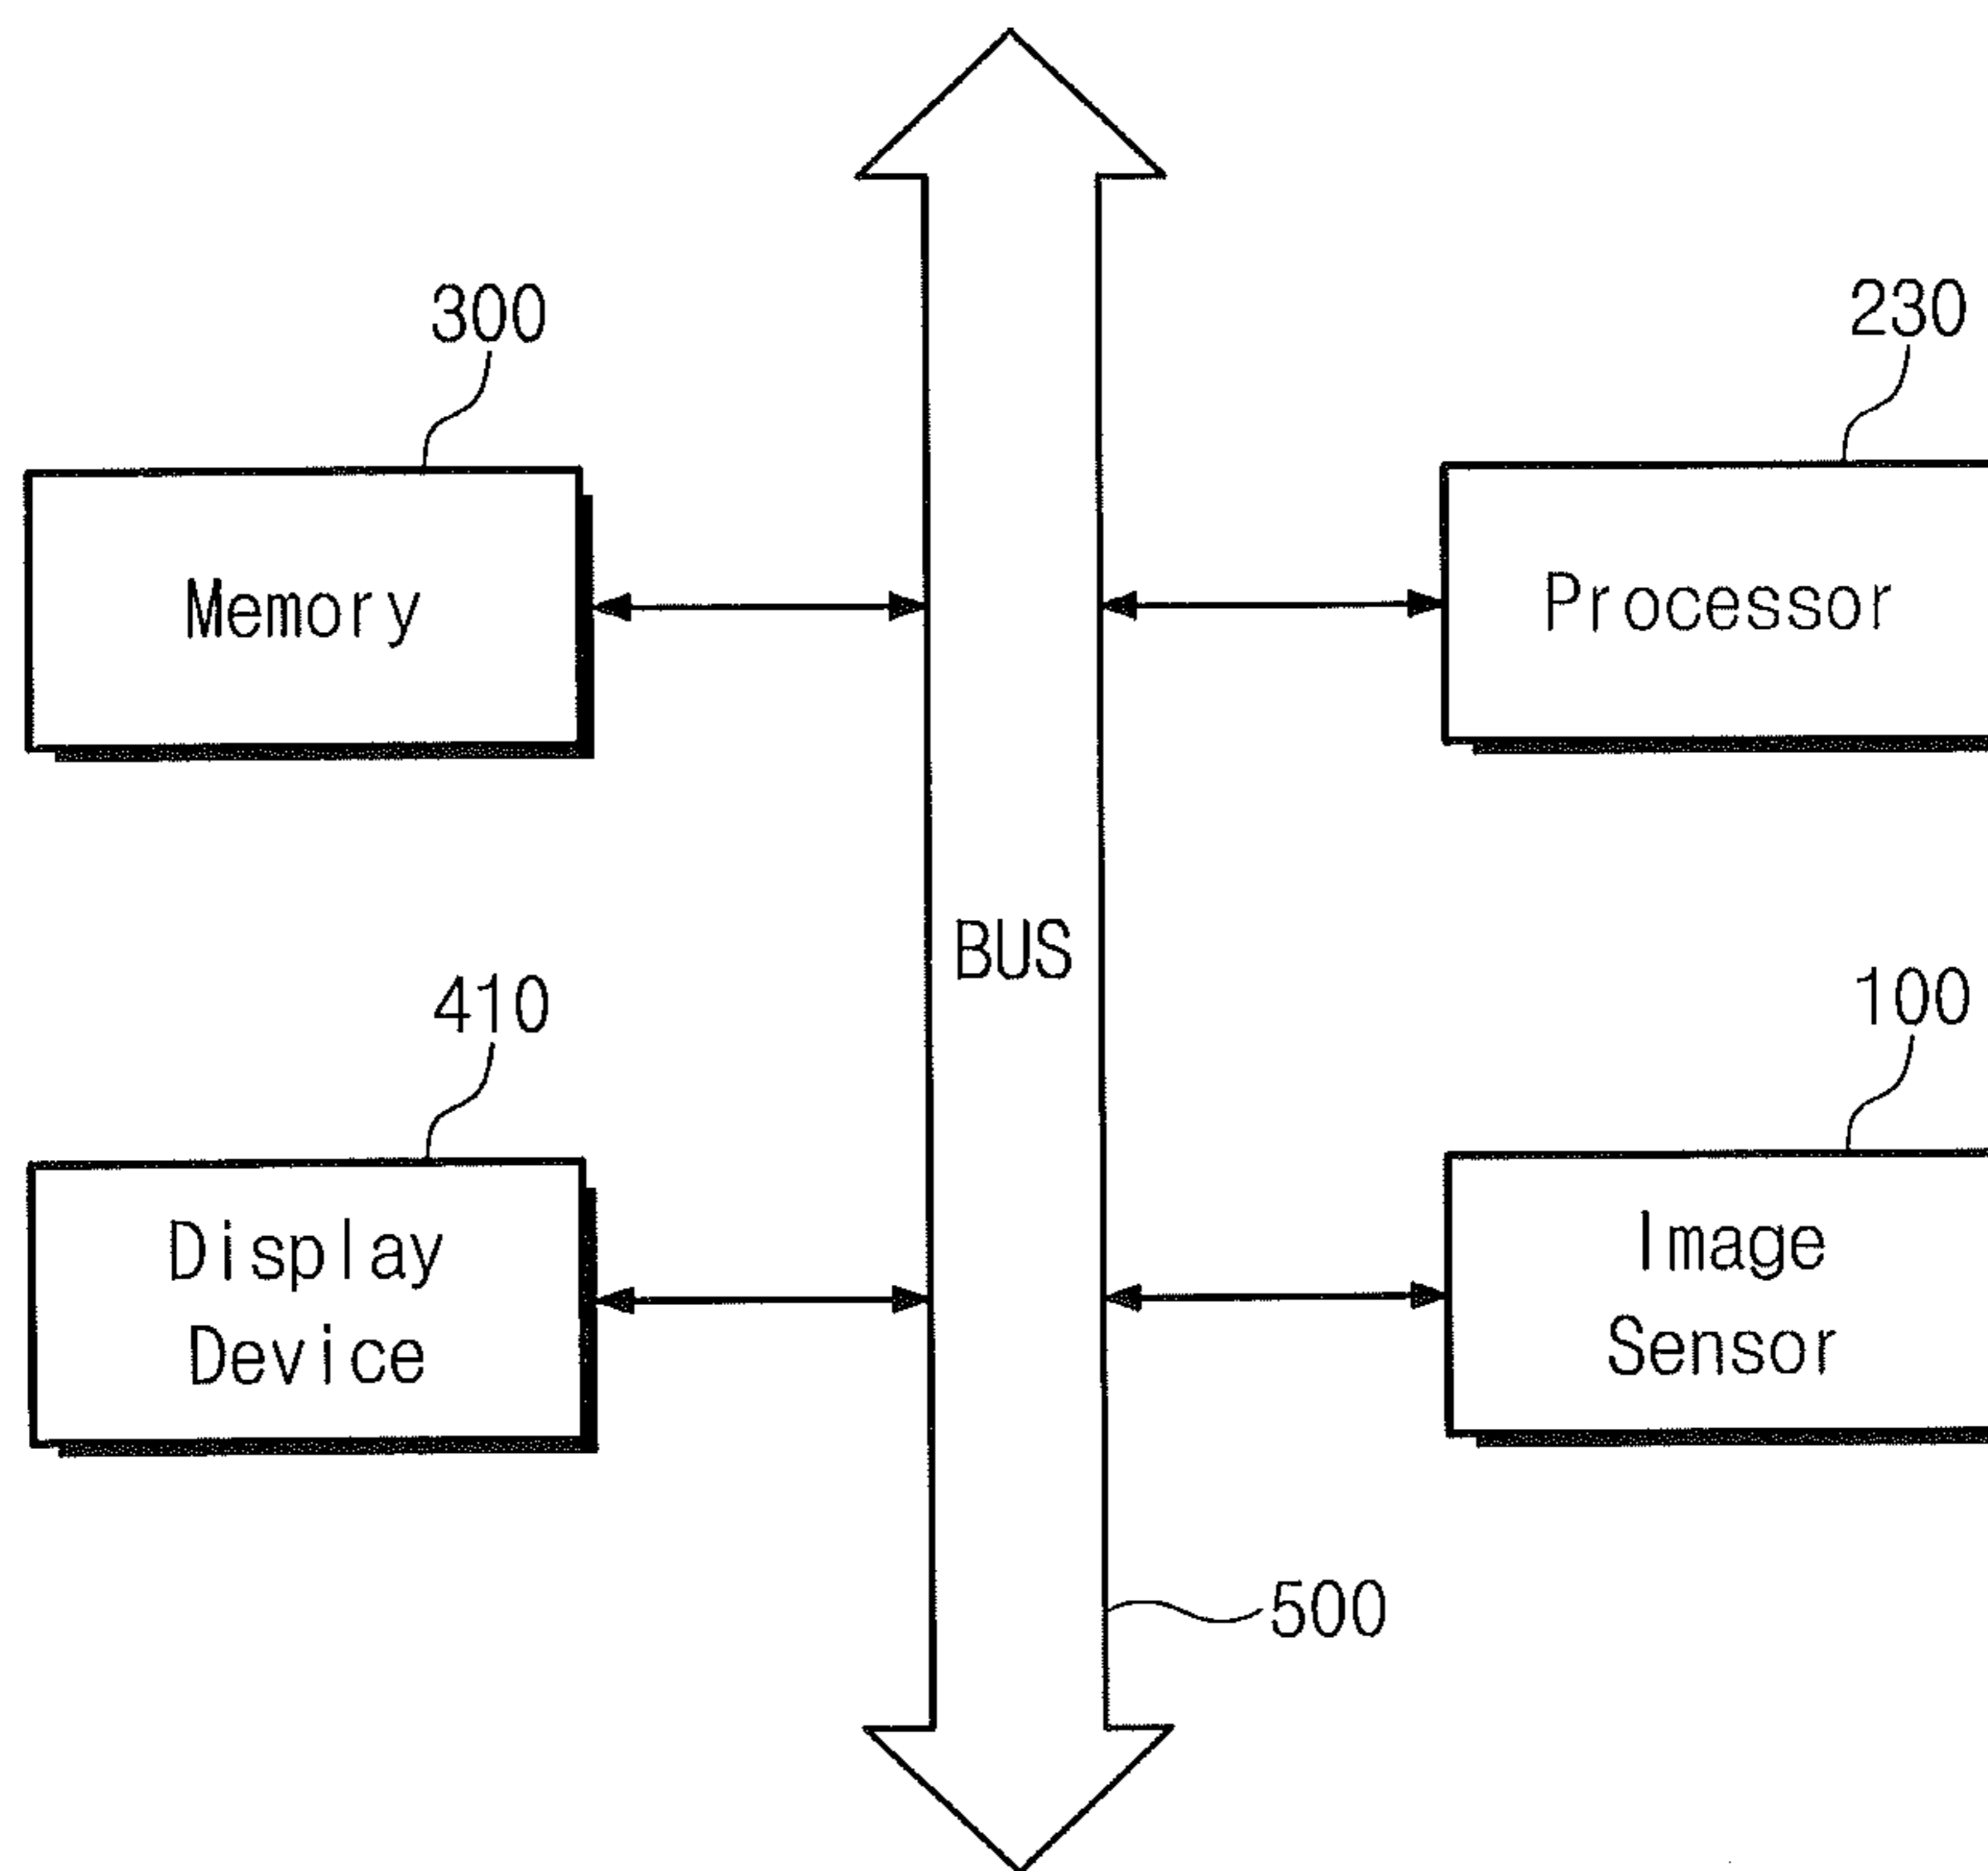 300
230
Memory
Processor
BUS
410
100
Display
Device
Image
Sensor
500